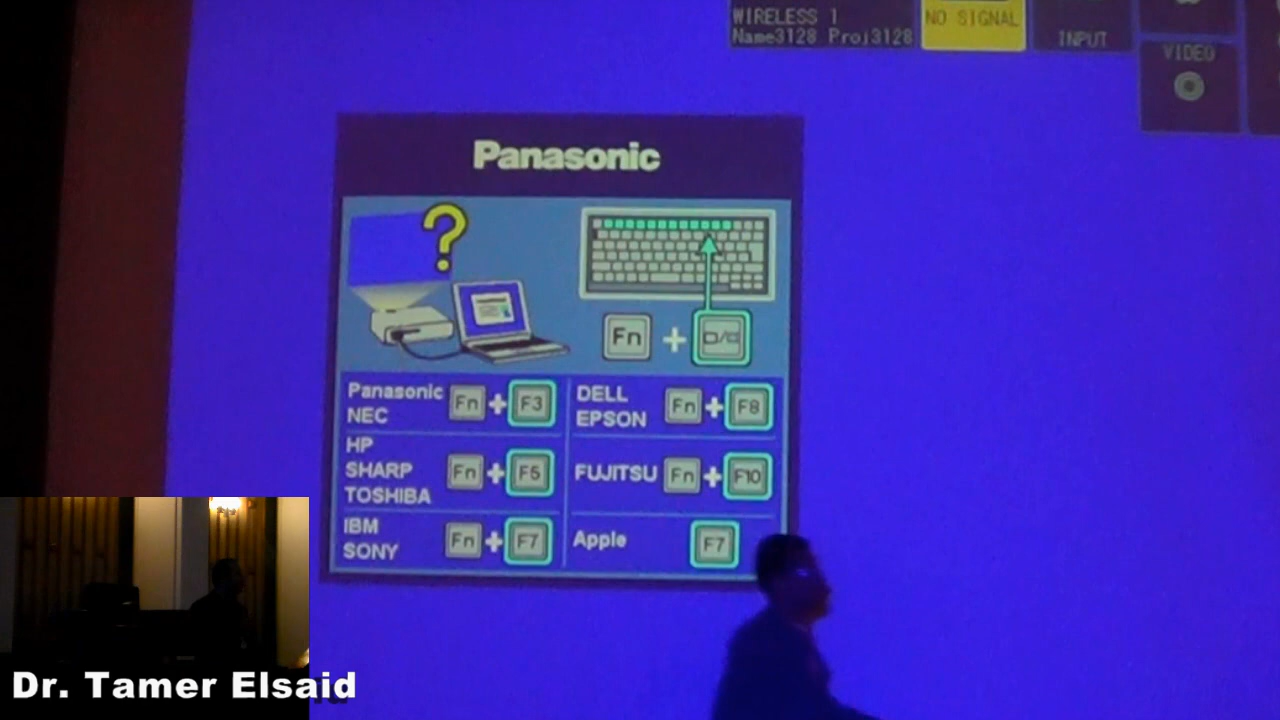 WIRELESS 1
Name3128 Proj3128
NO SIGNAL
INPUT
VIDEO
Panasonic
?
Fn + 
Panasonic
NEC
Fn + F3
DELL
EPSON
Fn + F8
HP
SHARP
TOSHIBA
Fn + F5
FUJITSU
Fn + F10
IBM
SONY
Fn + F7
Apple
F7
Dr. Tamer Elsaid